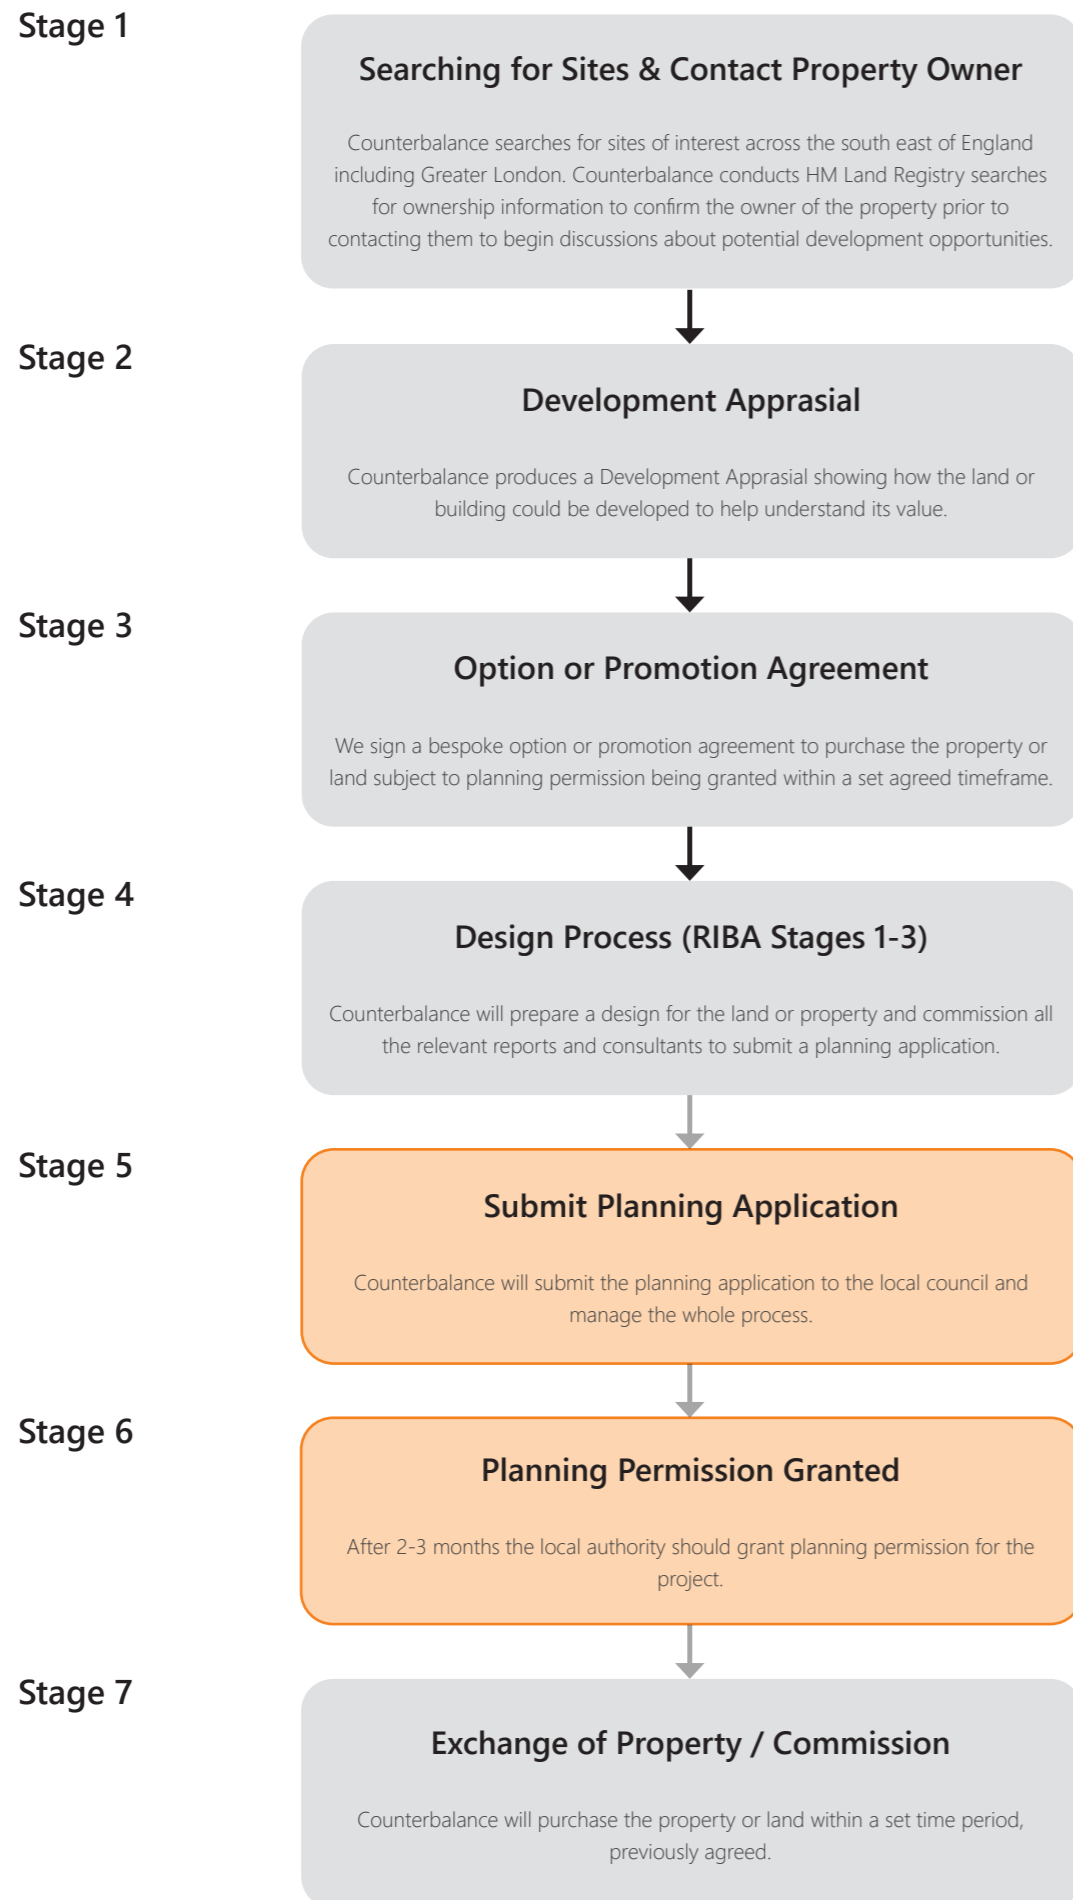 Stage 1
Searching for Sites & Contact Property Owner
Counterbalance searches for sites of interest across the south east of England
including Greater London. Counterbalance conducts HM Land Registry searches
for ownership information to confirm the owner of the property prior to
contacting them to begin discussions about potential development opportunities.
Stage 2
Development Apprasial
Counterbalance produces a Development Apprasial showing how the land or
building could be developed to help understand its value.
Stage 3
Option or Promotion Agreement
We sign a bespoke option or promotion agreement to purchase the property or
land subject to planning permission being granted within a set agreed timeframe.
Stage 4
Design Process (RIBA Stages 1-3)
Counterbalance will prepare a design for the land or property and commission all
the relevant reports and consultants to submit a planning application.
Stage 5
Submit Planning Application
Counterbalance will submit the planning application to the local council and
manage the whole process.
Stage 6
Planning Permission Granted
After 2-3 months the local authority should grant planning permission for the
project.
Stage 7
Exchange of Property / Commission
Counterbalance will purchase the property or land within a set time period,
previously agreed.